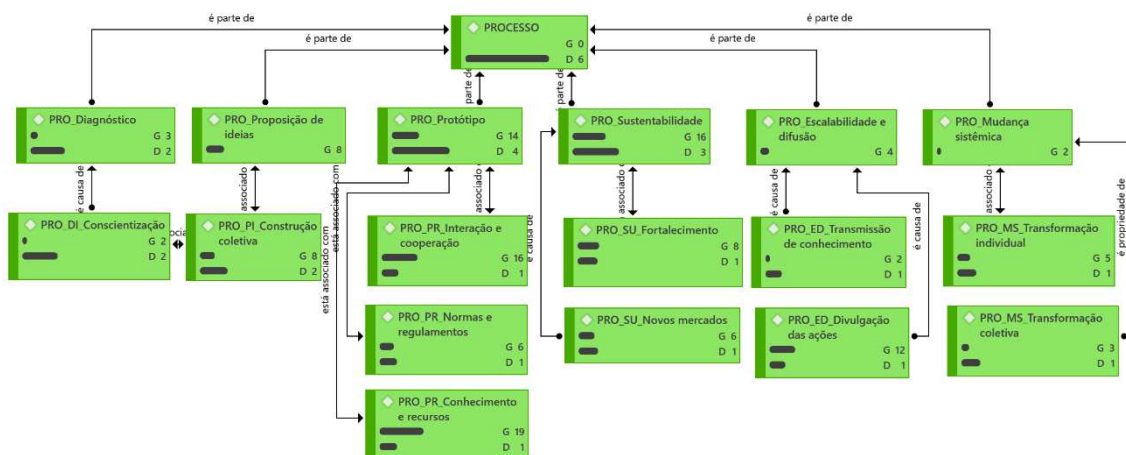 é parte de
é parte de
PROCESSO
G 0
D 6
é parte de
é parte de
parte de
é parte de
PRO_Diagnóstico
G 3
D 2
PRO_Proposição de
ideias
G 8
PRO_Protótipo
G 14
D 4
PRO_Sustentabilidade
G 16
D 3
PRO_Escalabilidade e
difusão
G 4
PRO_Mudança
sistêmica
G 2
é causa de
associado
está associado com
está associado com
associado
é causa de
associado
é causa de
é causa de
associado
é propriedade de
PRO_DI_Conscientização
G 2
D 2
PRO_PI_Construção
coletiva
G 8
D 2
PRO_PR_Interação e
cooperação
G 16
D 1
PRO_SU_Fortalecimento
G 8
D 1
PRO_ED_Transmissão
de conhecimento
G 2
D 1
PRO_MS_Transformação
individual
G 5
D 1
PRO_PR_Normas e
regulamentos
G 6
D 1
PRO_SU_Novos mercados
G 6
D 1
PRO_ED_Divulgação
das ações
G 12
D 1
PRO_MS_Transformação
coletiva
G 3
D 1
PRO_PR_Conhecimento
e recursos
G 19
D 1